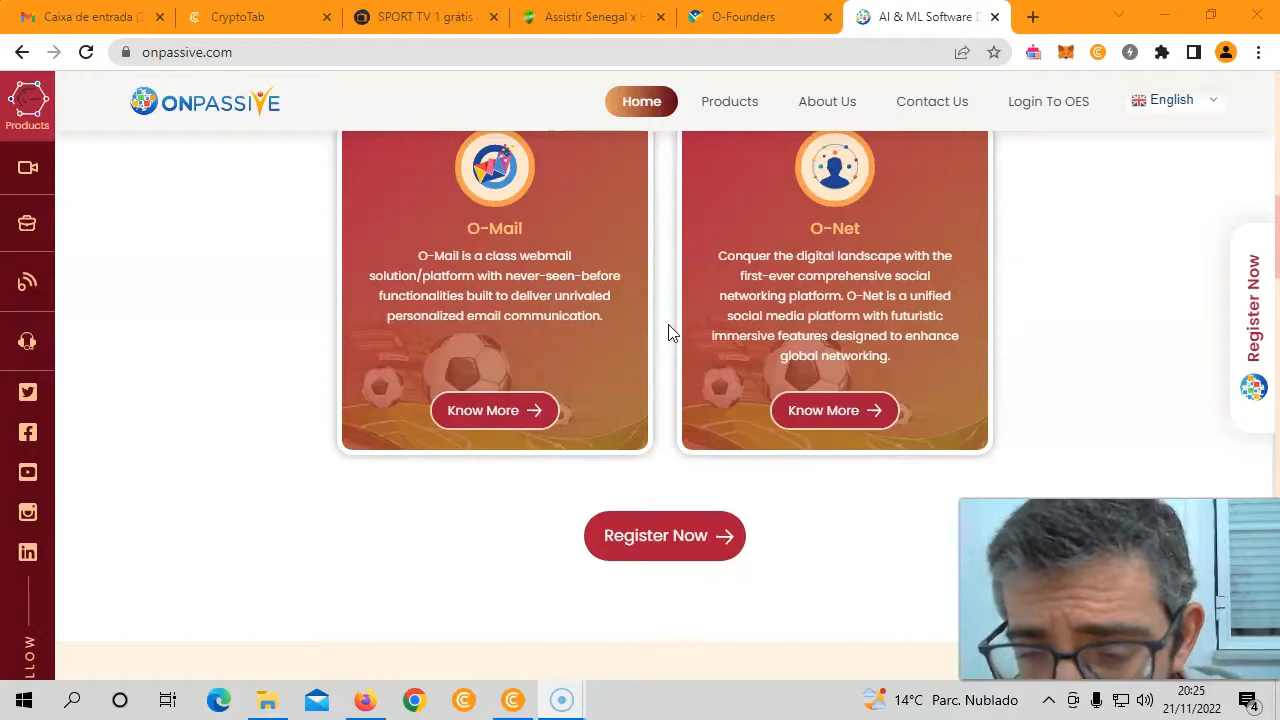 Caixa de entrada (2
CryptoTab
SPORT TV 1 grátis
Assistir Senegal x H
O-Founders
AI & ML Software D
onpassive.com
Products
ONPASSIVE
Home
Products
About Us
Contact Us
Login To OES
English
O-Mail
O-Mail is a class webmail
solution/platform with never-seen-before
functionalities built to deliver unrivaled
personalized email communication.
Know More
O-Net
Conquer the digital landscape with the
first-ever comprehensive social
networking platform. O-Net is a unified
social media platform with futuristic
immersive features designed to enhance
global networking.
Know More
Register Now
Register Now
LLOW
14°C Parc. Nublado
20:25
21/11/2022
4